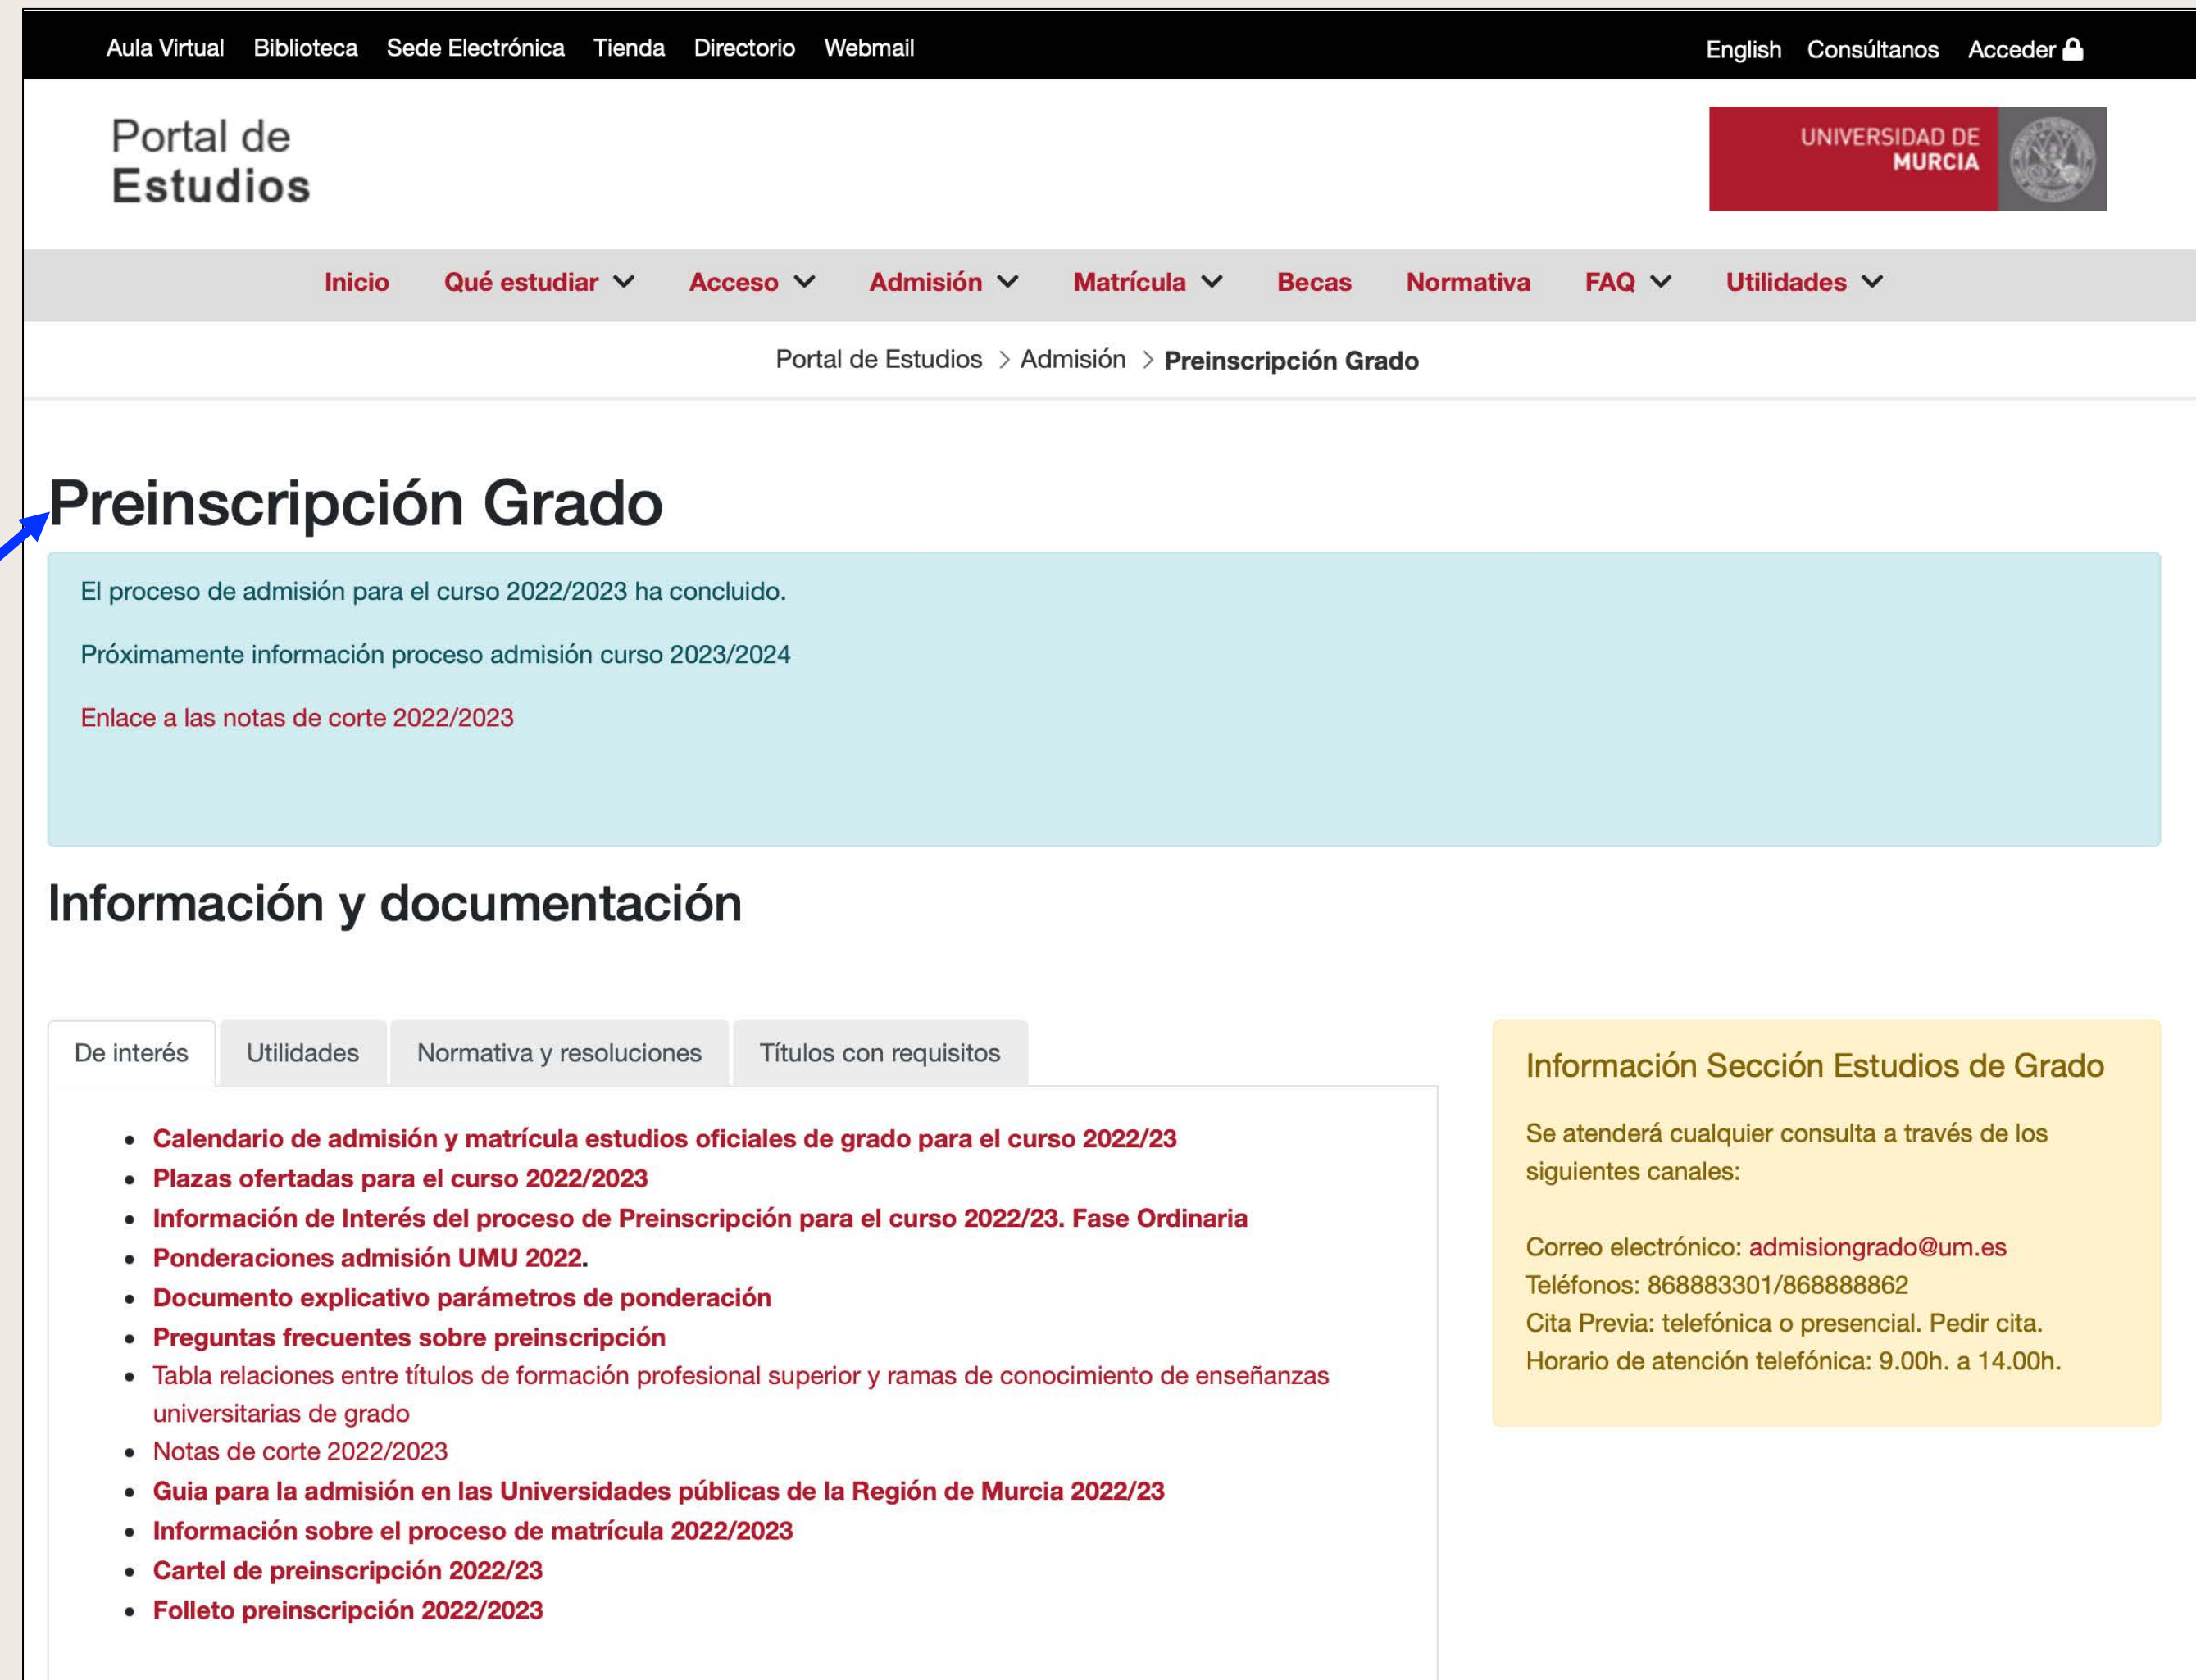 Aula Virtual Biblioteca Sede Electrónica Tienda Directorio Webmail English Consúltanos Acceder
Portal de
Estudios
UNIVERSIDAD DE
MURCIA
Inicio Qué estudiar Acceso Admisión Matrícula Becas Normativa FAQ Utilidades
Portal de Estudios > Admisión > Preinscripción Grado
Preinscripción Grado
El proceso de admisión para el curso 2022/2023 ha concluido.
Próximamente información proceso admisión curso 2023/2024
Enlace a las notas de corte 2022/2023
Información y documentación
De interés Utilidades Normativa y resoluciones Títulos con requisitos
• Calendario de admisión y matrícula estudios oficiales de grado para el curso 2022/23
• Plazas ofertadas para el curso 2022/2023
• Información de Interés del proceso de Preinscripción para el curso 2022/23. Fase Ordinaria
• Ponderaciones admisión UMU 2022.
• Documento explicativo parámetros de ponderación
• Preguntas frecuentes sobre preinscripción
• Tabla relaciones entre títulos de formación profesional superior y ramas de conocimiento de enseñanzas
universitarias de grado
• Notas de corte 2022/2023
• Guia para la admisión en las Universidades públicas de la Región de Murcia 2022/23
• Información sobre el proceso de matrícula 2022/2023
• Cartel de preinscripción 2022/23
• Folleto preinscripción 2022/2023
Información Sección Estudios de Grado
Se atenderá cualquier consulta a través de los
siguientes canales:
Correo electrónico: admisiongrado@um.es
Teléfonos: 868883301/868888862
Cita Previa: telefónica o presencial. Pedir cita.
Horario de atención telefónica: 9.00h. a 14.00h.